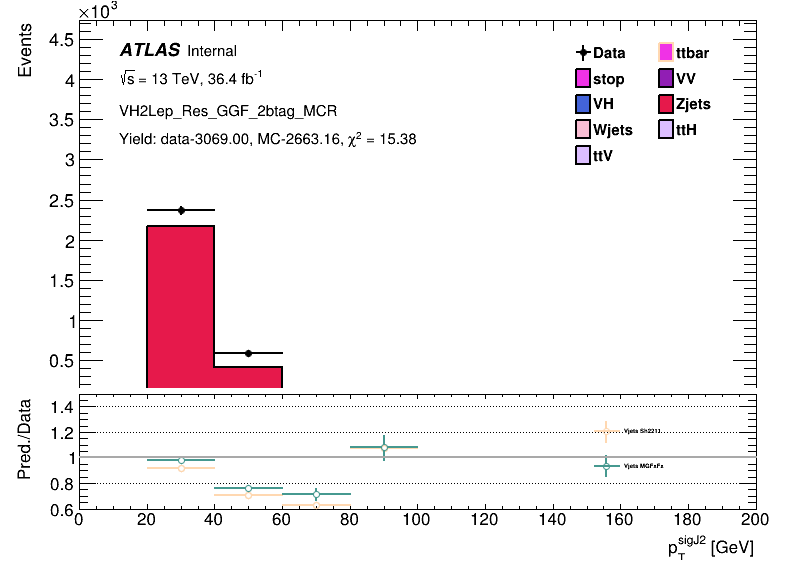 ×10³
Events
4.5
4
3.5
3
2.5
2
1.5
1
0.5
ATLAS Internal
√s = 13 TeV, 36.4 fb⁻¹
VH2Lep_Res_GGF_2btag_MCR
Yield: data-3069.00, MC-2663.16, χ² = 15.38
Data
ttbar
stop
VV
VH
Zjets
Wjets
ttH
ttV
Pred./Data
1.4
1.2
1
0.8
0.6
Vjets Sh2211
Vjets MGFxFx
0 20 40 60 80 100 120 140 160 180 200
p_T^sigJ2 [GeV]